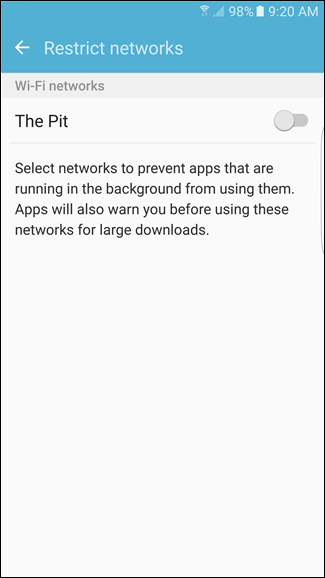 98% 9:20 AM
Restrict networks
Wi-Fi networks
The Pit
Select networks to prevent apps that are
running in the background from using them.
Apps will also warn you before using these
networks for large downloads.